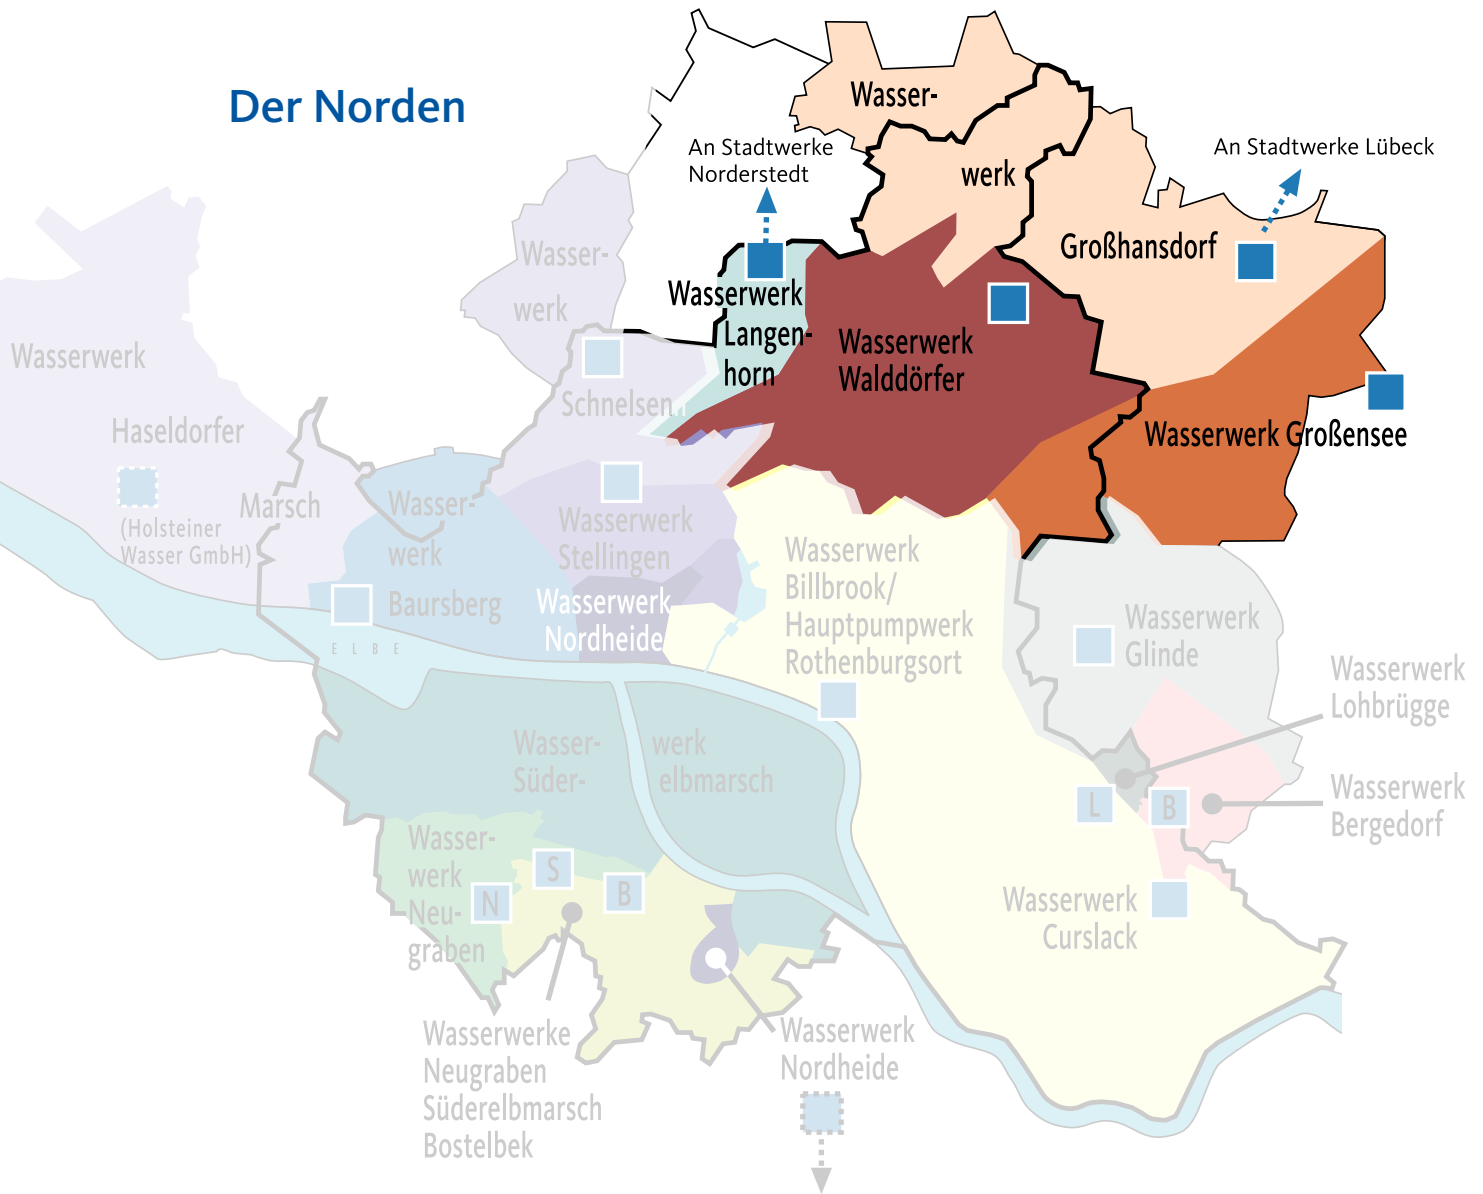 Der Norden
Wasser-
werk
Großhansdorf
An Stadtwerke
Norderstedt
An Stadtwerke Lübeck
Wasserwerk
Langen-
horn
Wasserwerk
Walddörfer
Wasserwerk Großensee
Wasser-
werk
Schnelsen
Wasserwerk
Haseldorfer
Marsch
(Holsteiner
Wasser GmbH)
Wasser-
werk
Baursberg
ELBE
Wasserwerk
Stellingen
Wasserwerk
Nordheide
Wasserwerk
Billbrook/
Hauptpumpwerk
Rothenburgsort
Wasserwerk
Glinde
Wasserwerk
Lohbrügge
Wasserwerk
Bergedorf
L
B
Wasser- werk
Süder- elbmarsch
Wasser-
werk
Neu-
graben
N
S
B
Wasserwerk
Curslack
Wasserwerke
Neugraben
Süderelbmarsch
Bostelbek
Wasserwerk
Nordheide